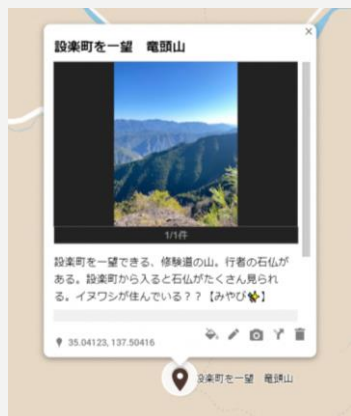 設楽町を一望　竜頭山
1/1件
設楽町を一望できる、修験道の山。行者の石仏が
ある。設楽町から入ると石仏がたくさん見られ
る。イヌワシが住んでいる？？【みやび🌠】
35.04123, 137.50416
設楽町を一望　竜頭山